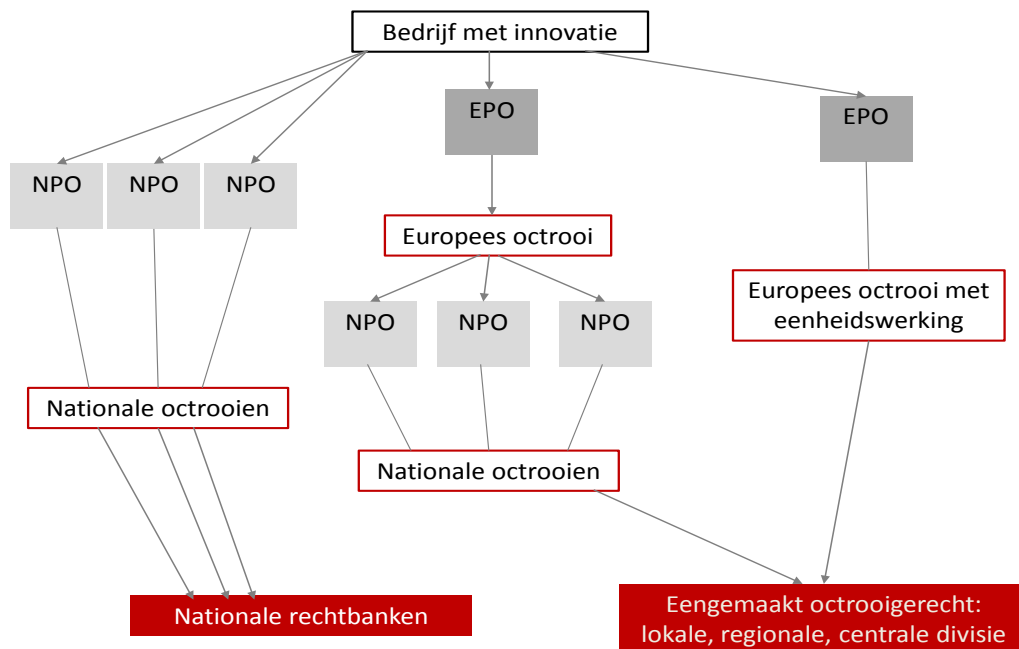 Bedrijf met innovatie
EPO
EPO
NPO
NPO
NPO
Europees octrooi
Europees octrooi met
eenheidswerking
NPO
NPO
NPO
Nationale octrooien
Nationale octrooien
Nationale rechtbanken
Eengemaakt octrooigerecht:
lokale, regionale, centrale divisie